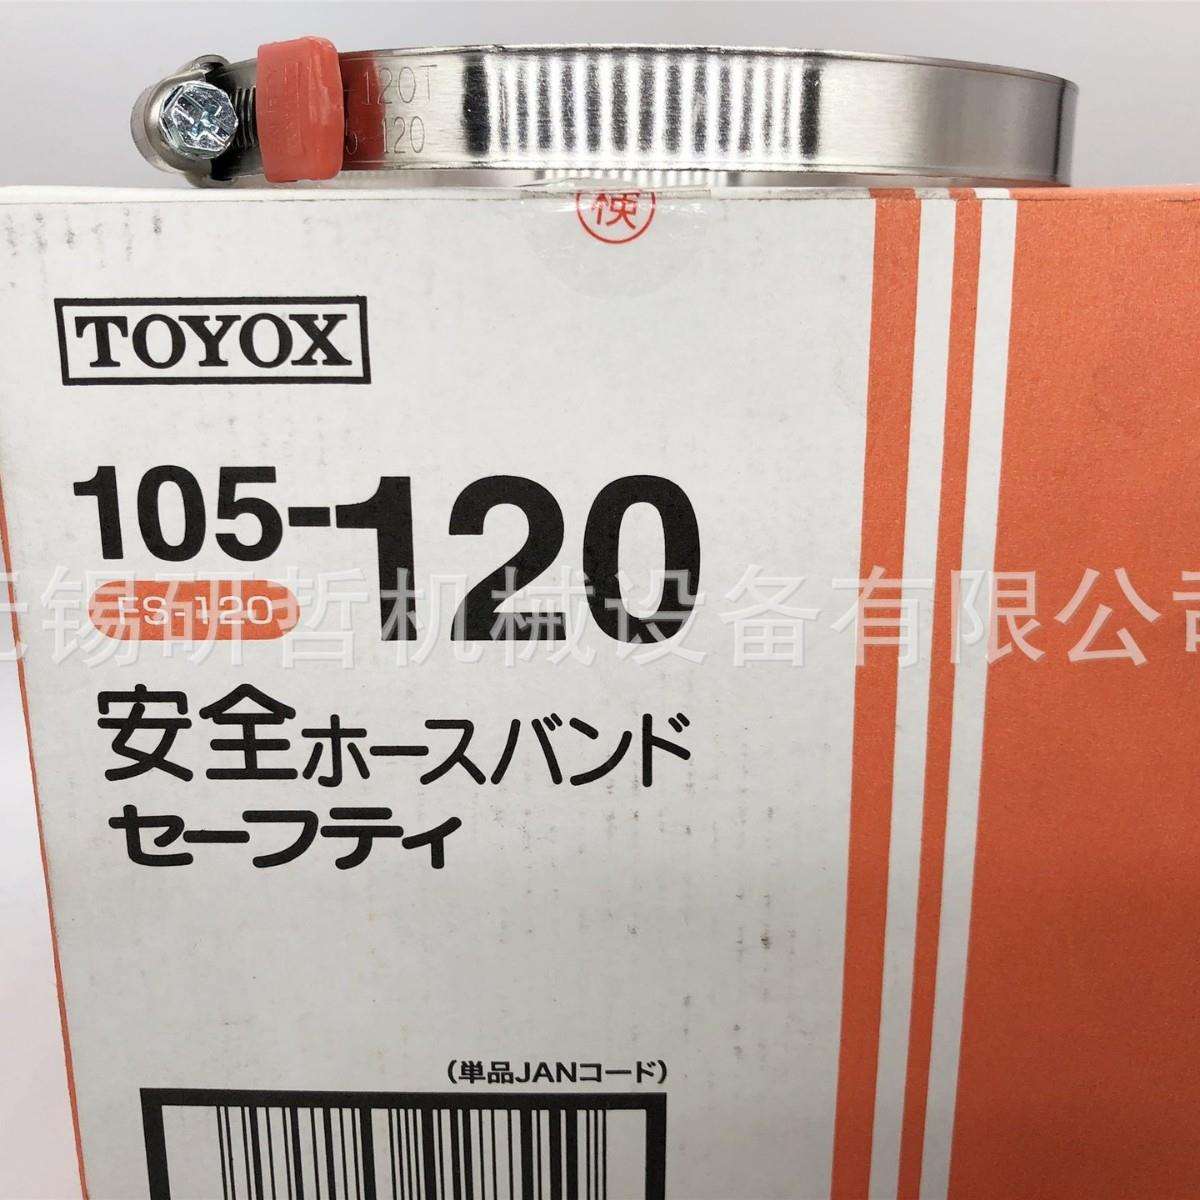 120T
-120
検
TOYOX
105-120
FS-120
无锡研哲机械设备有限公司
安全ホースバンド
セーフティ
(単品JANコード)